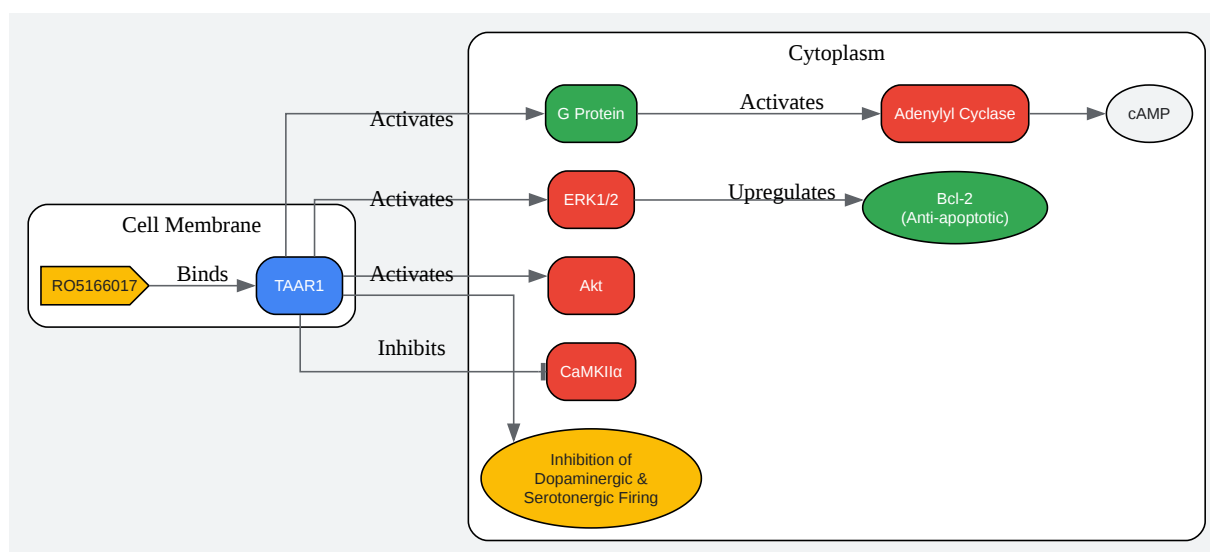 Cytoplasm
Activates
G Protein
Activates
Adenylyl Cyclase
cAMP
Activates
ERK1/2
Upregulates
Bcl-2
(Anti-apoptotic)
Cell Membrane
RO5166017
Binds
TAAR1
Activates
Akt
Inhibits
CaMKIIα
Inhibition of
Dopaminergic &
Serotonergic Firing